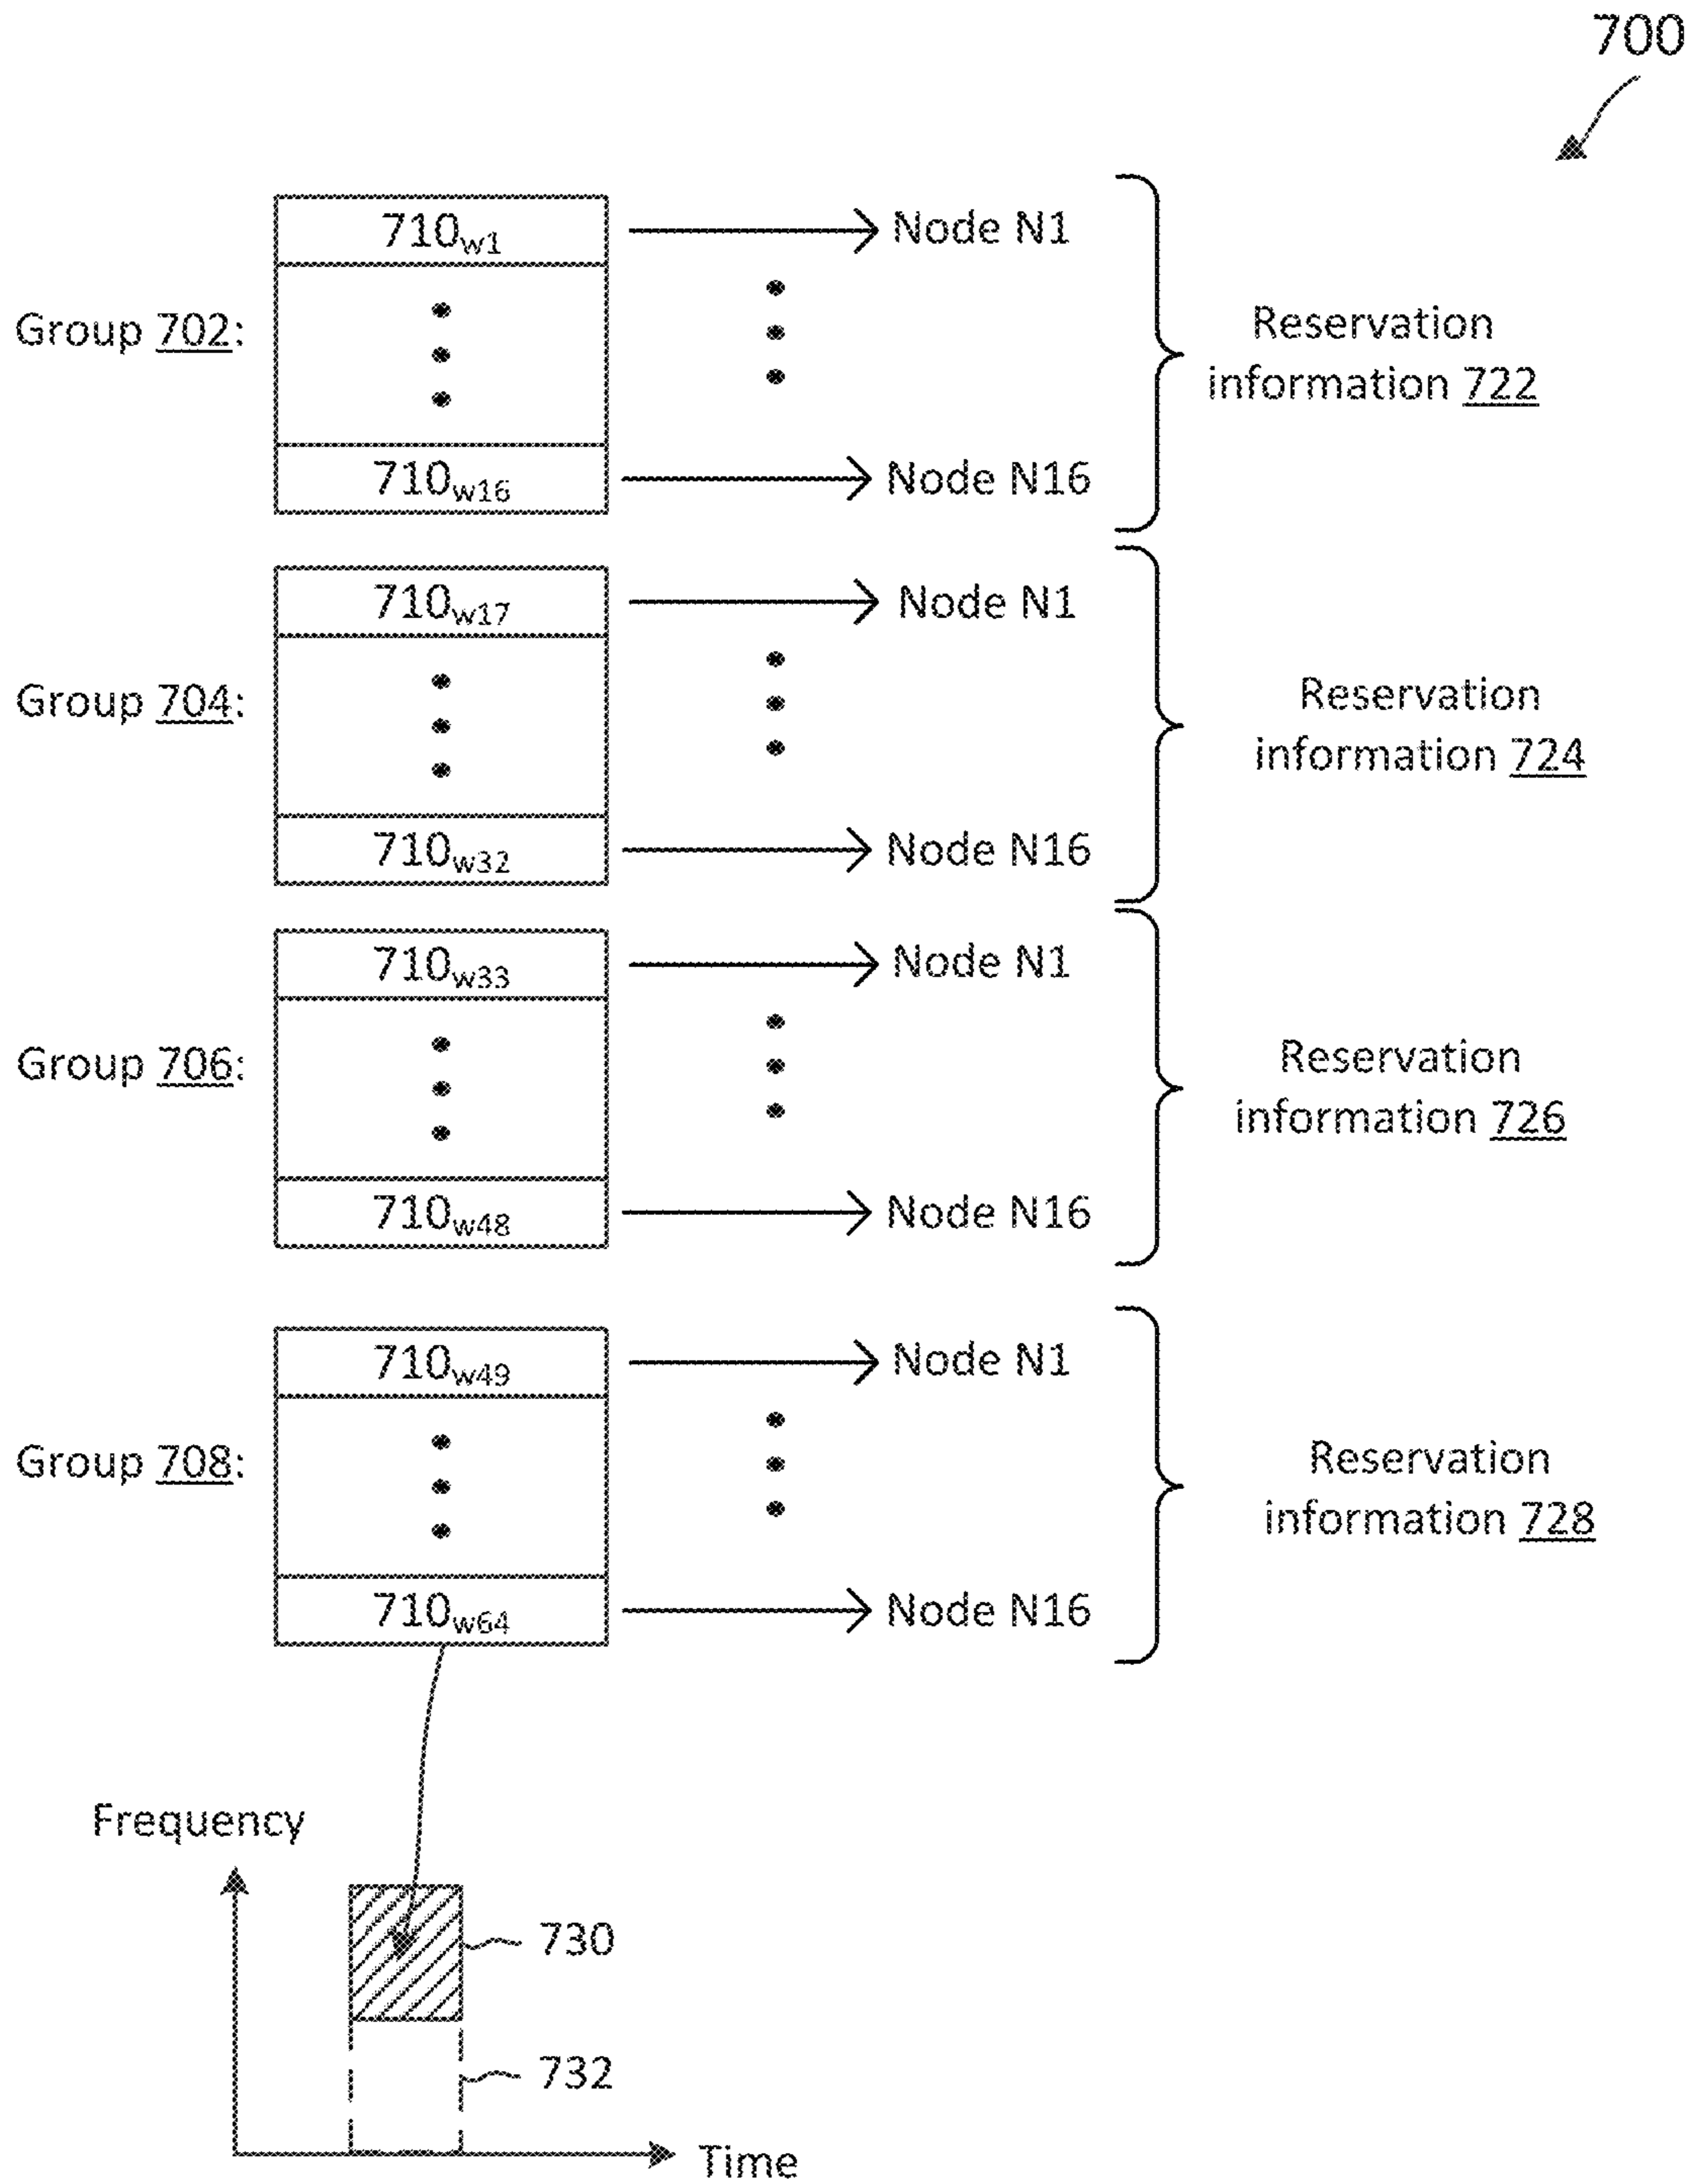 700
710w1
Node N1
Group 702:
Reservation
information 722
710w16
Node N16
710w17
Node N1
Group 704:
Reservation
information 724
710w32
Node N16
710w33
Node N1
Group 706:
Reservation
information 726
710w48
Node N16
710w49
Node N1
Group 708:
Reservation
information 728
710w64
Node N16
Frequency
730
732
Time